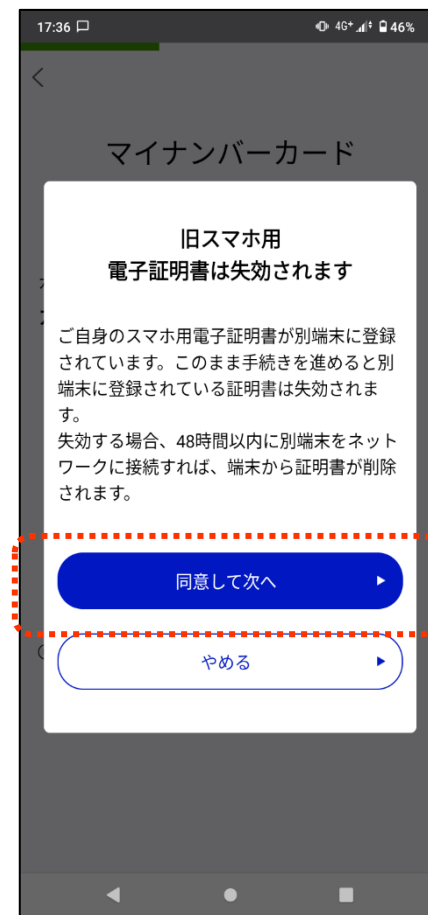 17:36 4G+ 46%
マイナンバーカード
旧スマホ用
電子証明書は失効されます
ご自身のスマホ用電子証明書が別端末に登録
されています。このまま手続きを進めると別
端末に登録されている証明書は失効されま
す。
失効する場合、48時間以内に別端末をネット
ワークに接続すれば、端末から証明書が削除
されます。
同意して次へ
やめる